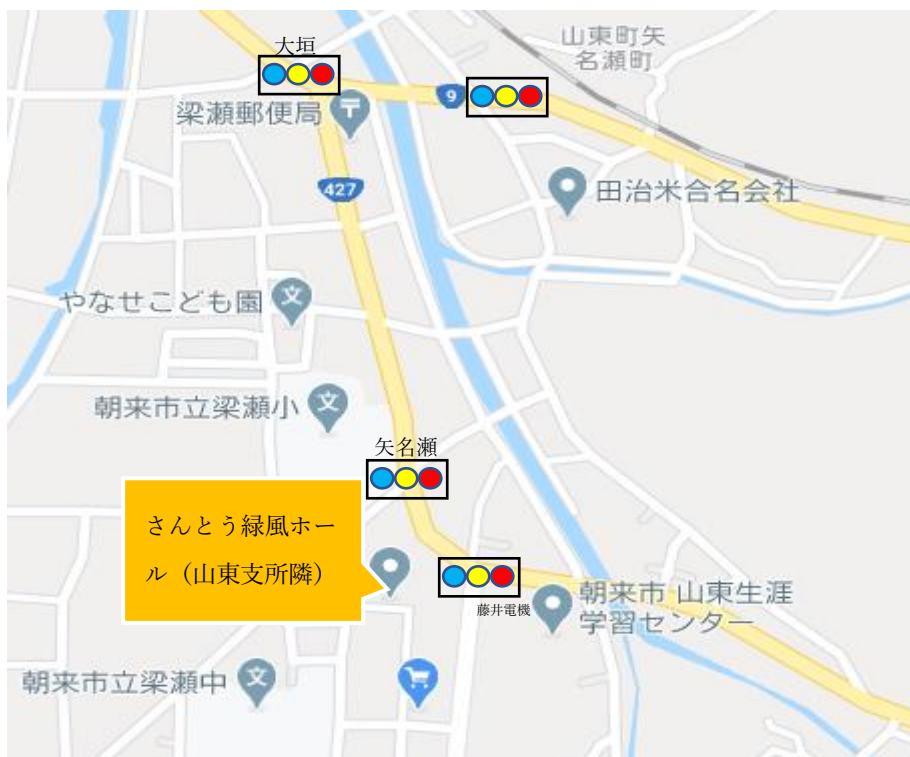 大垣
山東町矢
名瀬町
9
梁瀬郵便局
427
田治米合名会社
やなせこども園
文
朝来市立梁瀬小
文
矢名瀬
さんとう緑風ホー
ル（山東支所隣）
藤井電機
朝来市 山東生涯
学習センター
朝来市立梁瀬中
文